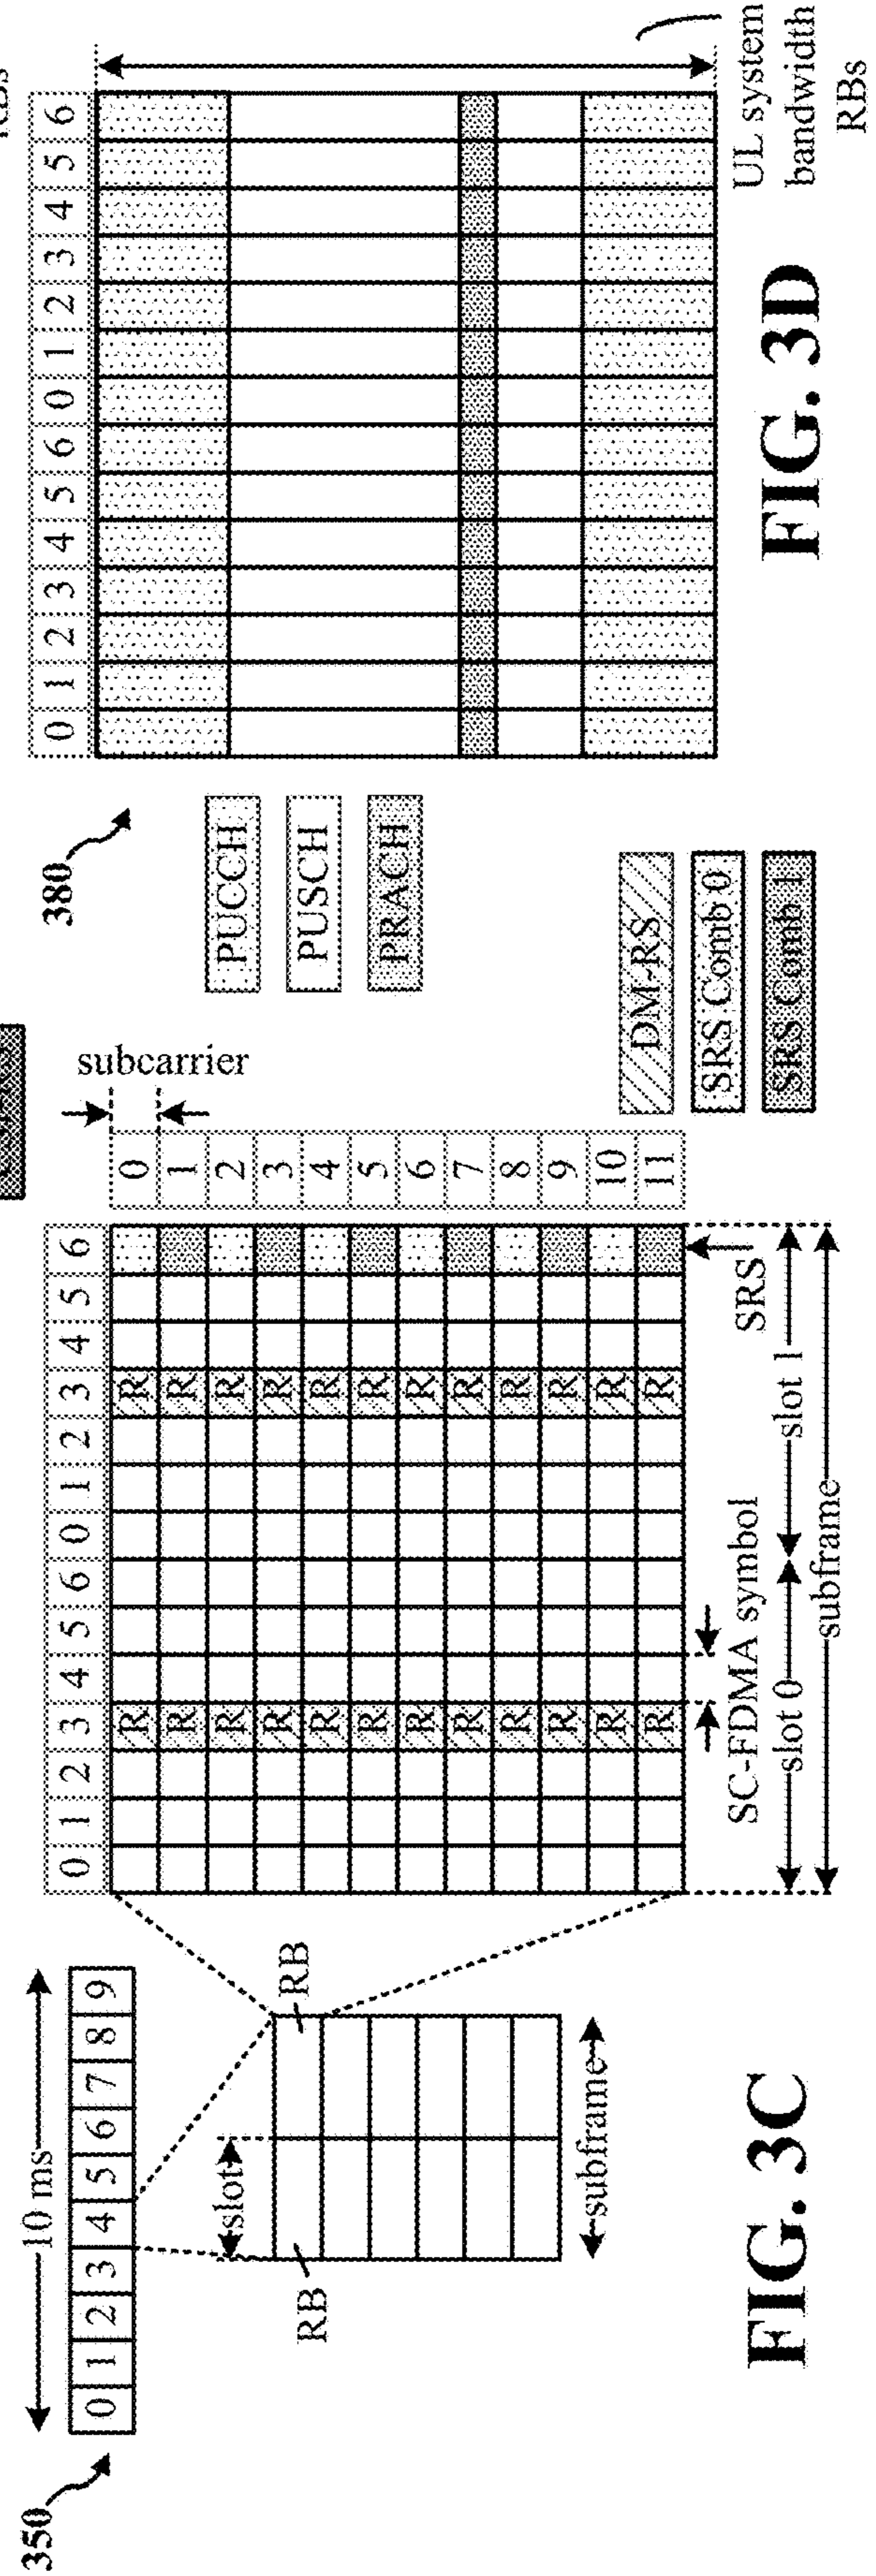 350
10 ms
0 1 2 3 4 5 6 7 8 9
slot
RB
RB
subframe
FIG. 3C
0 1 2 3 4 5 6 0 1 2 3 4 5 6
subcarrier
R R 0
R R 1
R R 2
R R 3
R R 4
R R 5
R R 6
R R 7
R R 8
R R 9
R R 10
R R 11
SC-FDMA symbol
SRS
slot 0
slot 1
subframe
DM-RS
SRS Comb 0
SRS Comb 1
380
PUCCH
PUSCH
PRACH
0 1 2 3 4 5 6 0 1 2 3 4 5 6
UL system
bandwidth
RBs
FIG. 3D